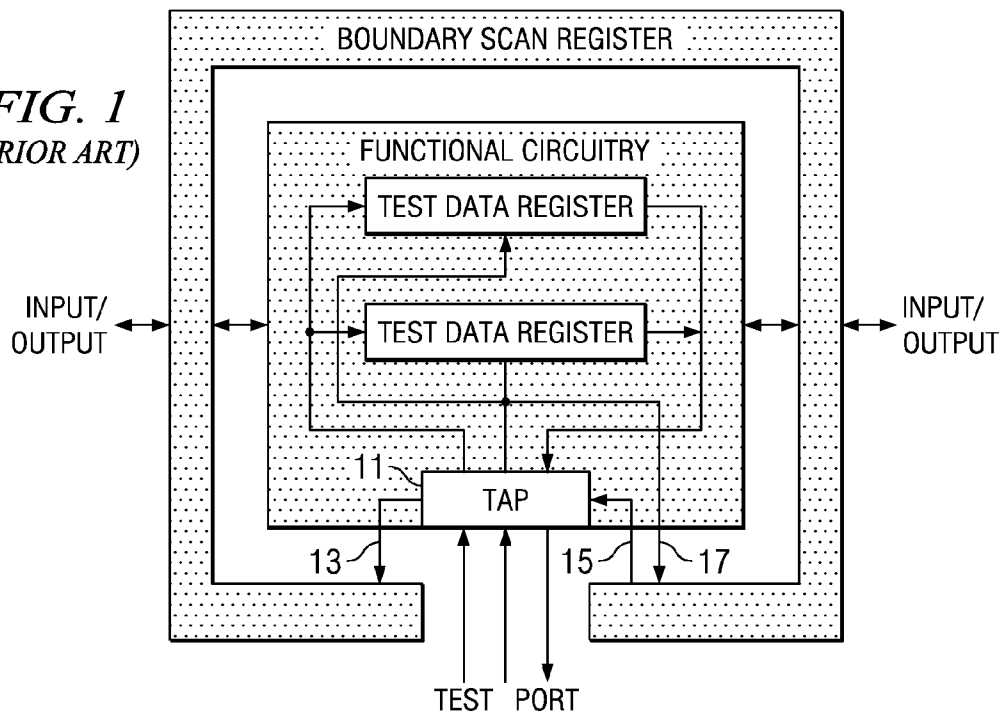 BOUNDARY SCAN REGISTER
FIG. 1
RIOR ART)
FUNCTIONAL CIRCUITRY
TEST DATA REGISTER
INPUT/
OUTPUT
TEST DATA REGISTER
INPUT/
OUTPUT
11
TAP
13
15
17
TEST PORT